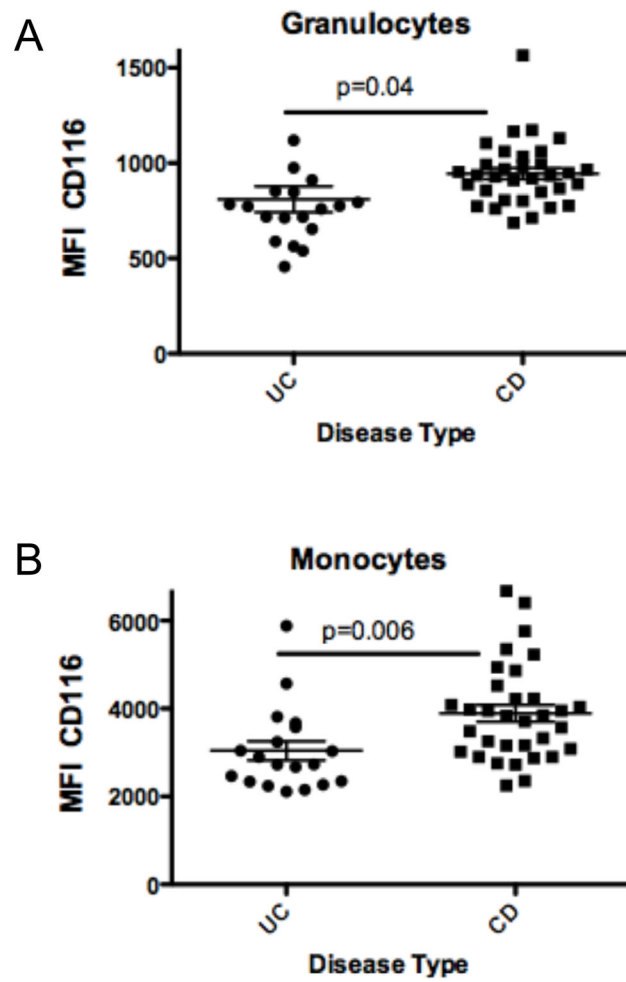 A
Granulocytes
1500
p=0.04
1000
MFI CD116
500
0
UC
CD
Disease Type
B
Monocytes
6000
p=0.006
4000
MFI CD116
2000
0
UC
CD
Disease Type